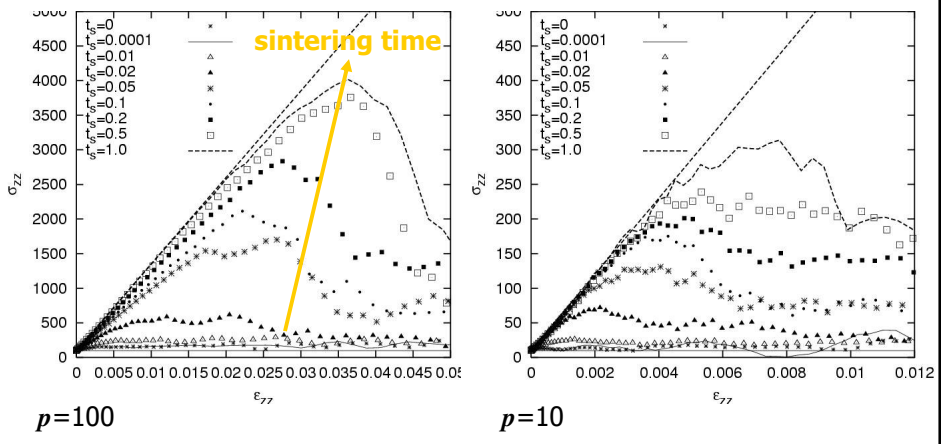 5000
4500
4000
3500
3000
2500
2000
1500
1000
500
0
σzz
ts=0
ts=0.0001
ts=0.01
ts=0.02
ts=0.05
ts=0.1
ts=0.2
ts=0.5
ts=1.0
sintering time
0 0.005 0.01 0.015 0.02 0.025 0.03 0.035 0.04 0.045 0.05
εzz
p=100
500
450
400
350
300
250
200
150
100
50
0
σzz
ts=0
ts=0.0001
ts=0.01
ts=0.02
ts=0.05
ts=0.1
ts=0.2
ts=0.5
ts=1.0
0 0.002 0.004 0.006 0.008 0.01 0.012
εzz
p=10